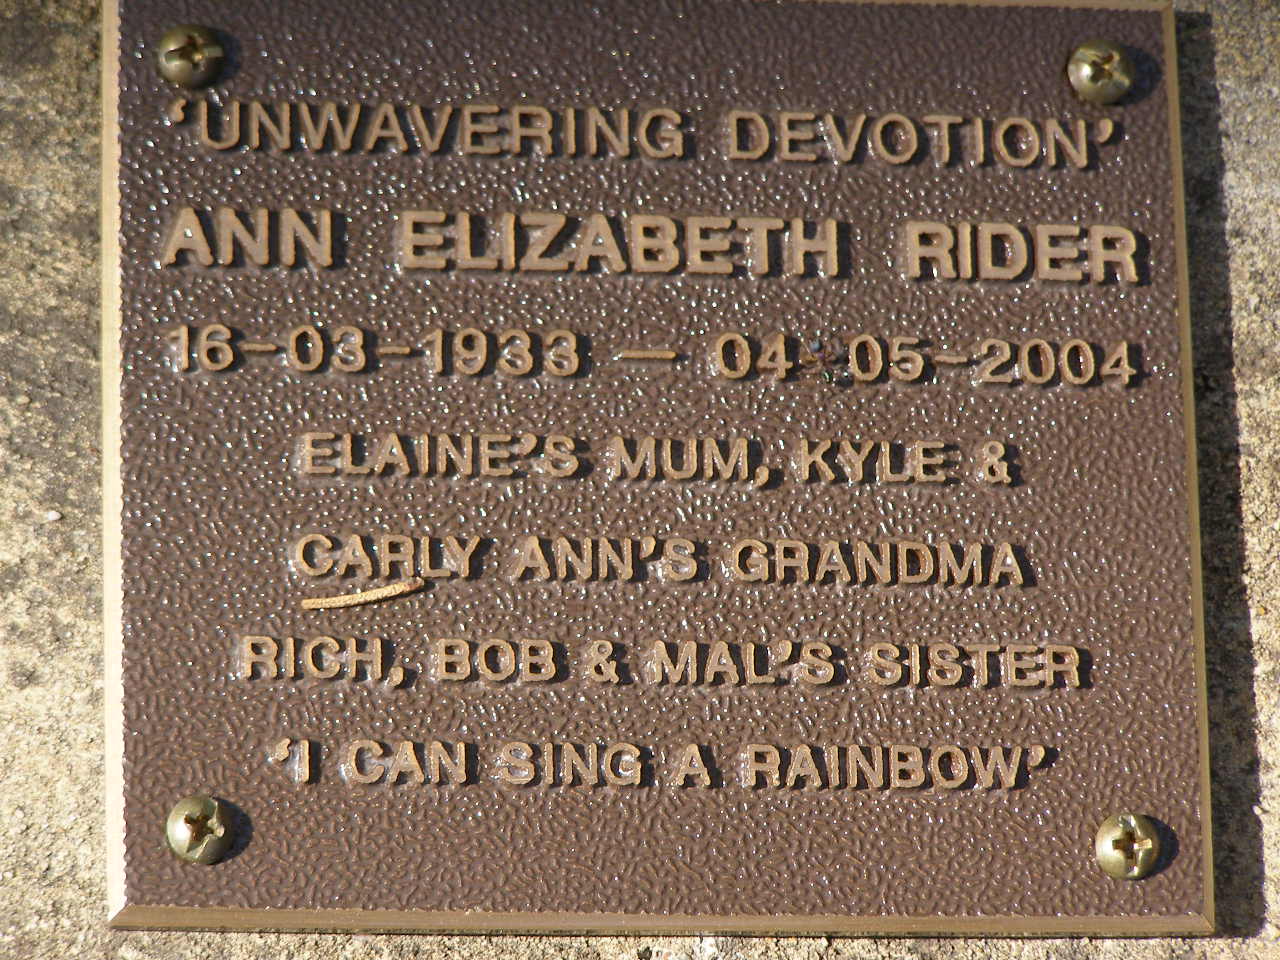 'UNWAVERING DEVOTION'
ANN ELIZABETH RIDER
16-03-1933 – 04-05-2004
ELAINE'S MUM, KYLE &
CARLY ANN'S GRANDMA
RICH, BOB & MAL'S SISTER
'I CAN SING A RAINBOW'